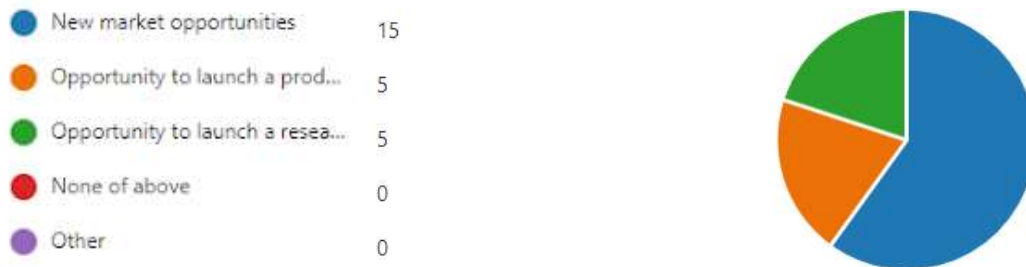 New market opportunities 15
Opportunity to launch a prod... 5
Opportunity to launch a resea... 5
None of above 0
Other 0